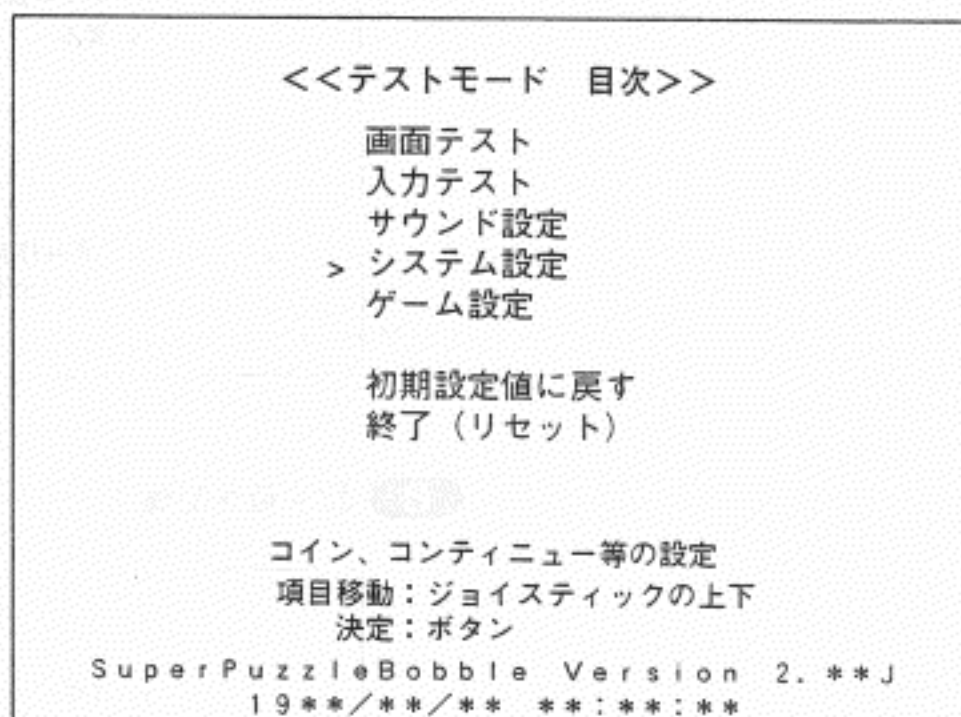 <<テストモード 目次>>
画面テスト
入力テスト
サウンド設定
> システム設定
ゲーム設定
初期設定値に戻す
終了（リセット）
コイン、コンティニュー等の設定
項目移動：ジョイスティックの上下
決定：ボタン
SuperPuzzleBobble Version 2.**J
19**/**/** **:**:**